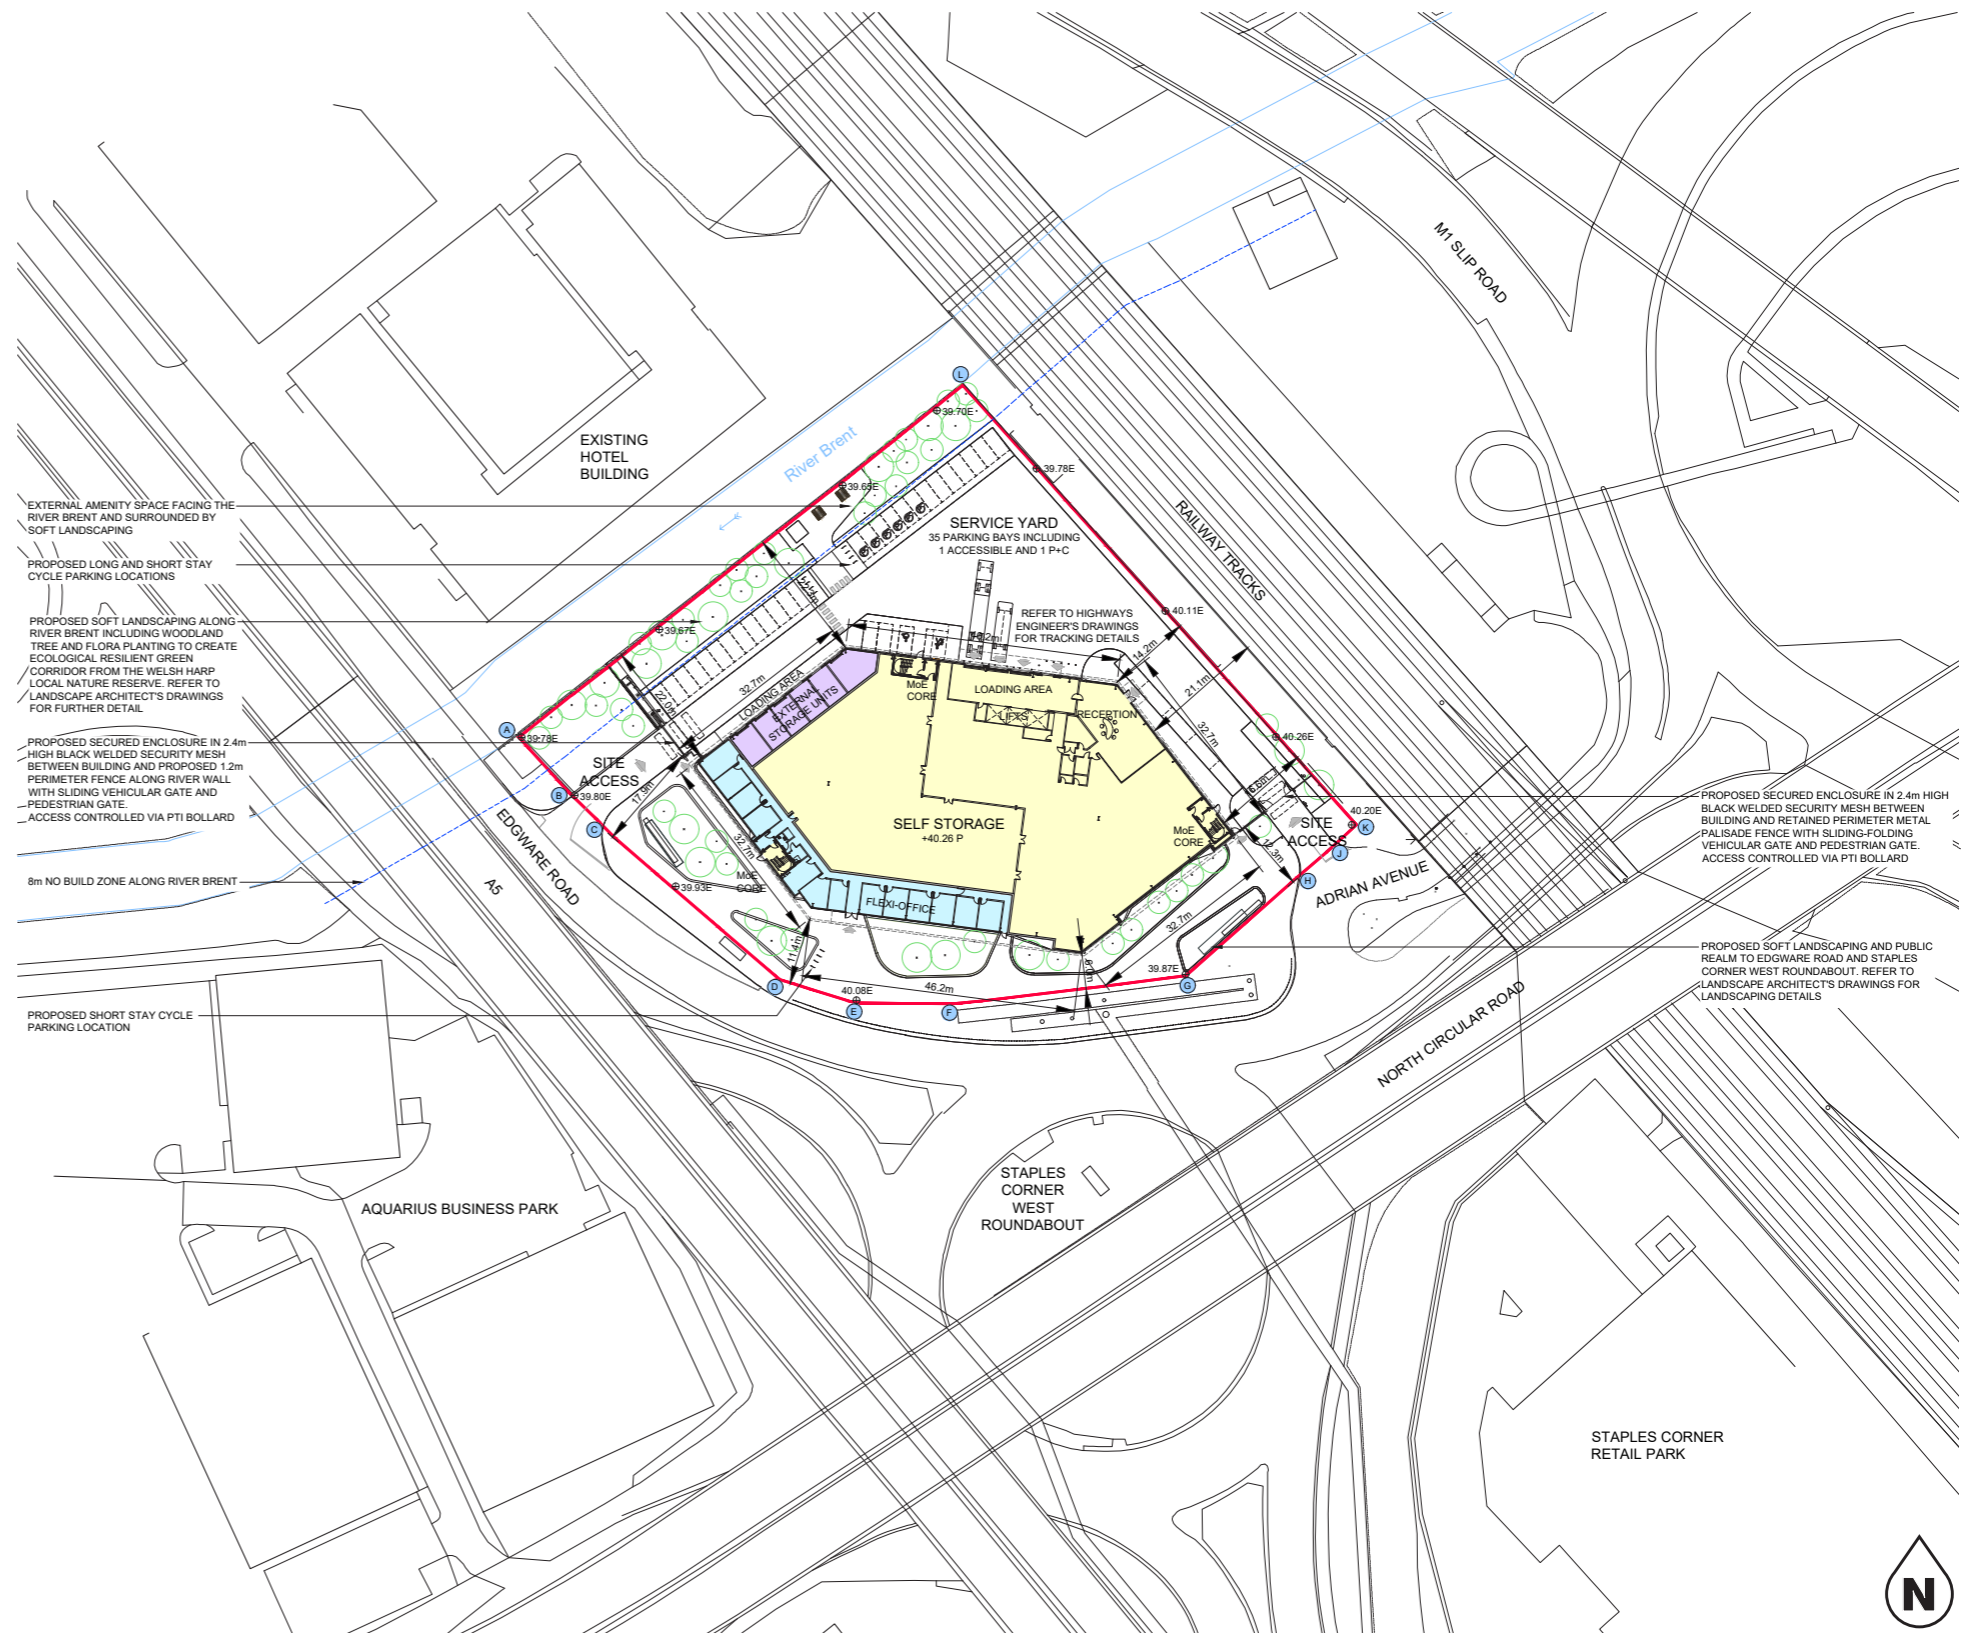 M1 SLIP ROAD
L
39.70E
EXISTING
HOTEL
BUILDING
River Brent
39.78E
39.65E
EXTERNAL AMENITY SPACE FACING THE
RIVER BRENT AND SURROUNDED BY
SOFT LANDSCAPING
RAILWAY TRACKS
SERVICE YARD
35 PARKING BAYS INCLUDING
1 ACCESSIBLE AND 1 P+C
PROPOSED LONG AND SHORT STAY
CYCLE PARKING LOCATIONS
REFER TO HIGHWAYS
ENGINEER'S DRAWINGS
FOR TRACKING DETAILS
40.11E
PROPOSED SOFT LANDSCAPING ALONG
RIVER BRENT INCLUDING WOODLAND
TREE AND FLORA PLANTING TO CREATE
ECOLOGICAL RESILIENT GREEN
CORRIDOR FROM THE WELSH HARP
LOCAL NATURE RESERVE. REFER TO
LANDSCAPE ARCHITECT'S DRAWINGS
FOR FURTHER DETAIL
39.67E
14.2m
21.1m
32.7m
LOADING AREA
22.0m
EXTERNAL
STORAGE UNITS
MoE
CORE
LOADING AREA
LIFTS
RECEPTION
32.7m
A
39.78E
40.26E
PROPOSED SECURED ENCLOSURE IN 2.4m
HIGH BLACK WELDED SECURITY MESH
BETWEEN BUILDING AND PROPOSED 1.2m
PERIMETER FENCE ALONG RIVER WALL
WITH SLIDING VEHICULAR GATE AND
PEDESTRIAN GATE.
ACCESS CONTROLLED VIA PTI BOLLARD
SITE
ACCESS
17.9m
B
39.80E
C
EDGWARE ROAD
A5
SELF STORAGE
+40.26 P
32.7m
MoE
CORE
39.93E
FLEXI-OFFICE
MoE
CORE
SITE
ACCESS
40.20E
K
J
H
12.3m
ADRIAN AVENUE
PROPOSED SECURED ENCLOSURE IN 2.4m HIGH
BLACK WELDED SECURITY MESH BETWEEN
BUILDING AND RETAINED PERIMETER METAL
PALISADE FENCE WITH SLIDING-FOLDING
VEHICULAR GATE AND PEDESTRIAN GATE.
ACCESS CONTROLLED VIA PTI BOLLARD
8m NO BUILD ZONE ALONG RIVER BRENT
32.7m
11.4m
39.87E
G
D
46.2m
40.08E
E
F
PROPOSED SOFT LANDSCAPING AND PUBLIC
REALM TO EDGWARE ROAD AND STAPLES
CORNER WEST ROUNDABOUT. REFER TO
LANDSCAPE ARCHITECT'S DRAWINGS FOR
LANDSCAPING DETAILS
PROPOSED SHORT STAY CYCLE
PARKING LOCATION
NORTH CIRCULAR ROAD
STAPLES
CORNER
WEST
ROUNDABOUT
AQUARIUS BUSINESS PARK
STAPLES CORNER
RETAIL PARK
N